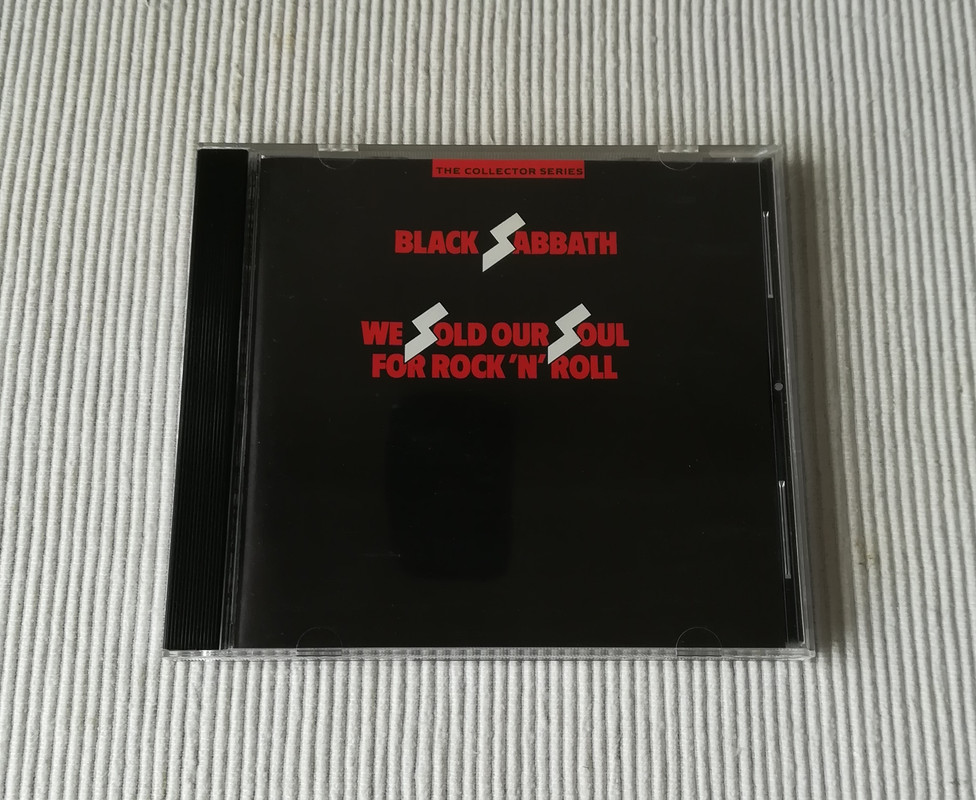 THE COLLECTOR SERIES
BLACK SABBATH
WE SOLD OUR SOUL
FOR ROCK 'N' ROLL